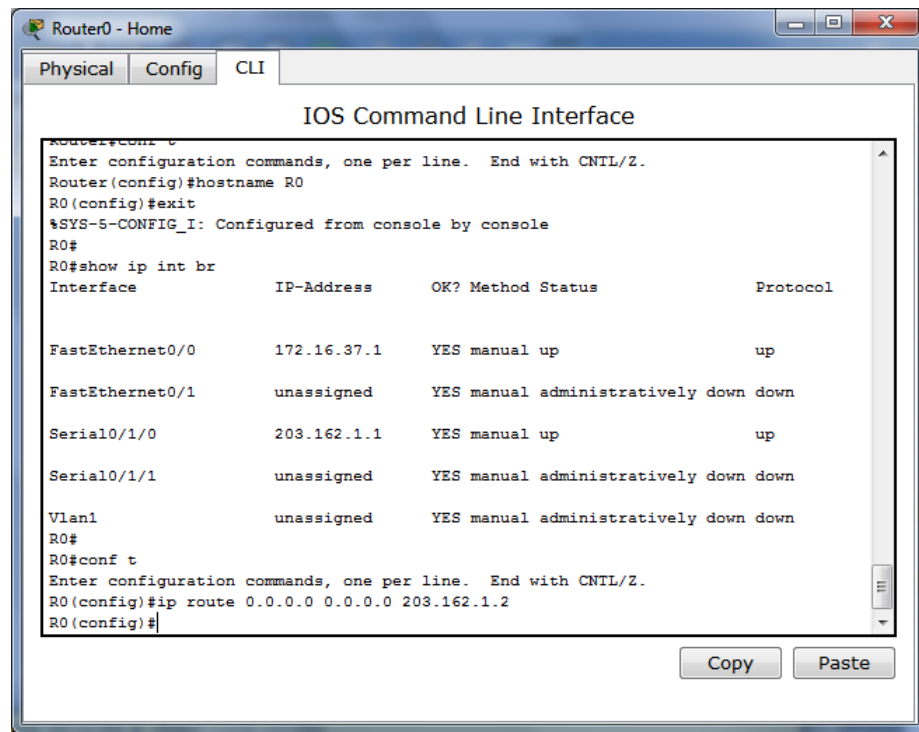 Router0 - Home
Physical Config CLI
IOS Command Line Interface
Router#conf t
Enter configuration commands, one per line.  End with CNTL/Z.
Router(config)#hostname R0
R0(config)#exit
%SYS-5-CONFIG_I: Configured from console by console
R0#
R0#show ip int br
Interface IP-Address OK? Method Status Protocol
FastEthernet0/0 172.16.37.1 YES manual up up
FastEthernet0/1 unassigned YES manual administratively down down
Serial0/1/0 203.162.1.1 YES manual up up
Serial0/1/1 unassigned YES manual administratively down down
Vlan1 unassigned YES manual administratively down down
R0#
R0#conf t
Enter configuration commands, one per line.  End with CNTL/Z.
R0(config)#ip route 0.0.0.0 0.0.0.0 203.162.1.2
R0(config)#
Copy Paste